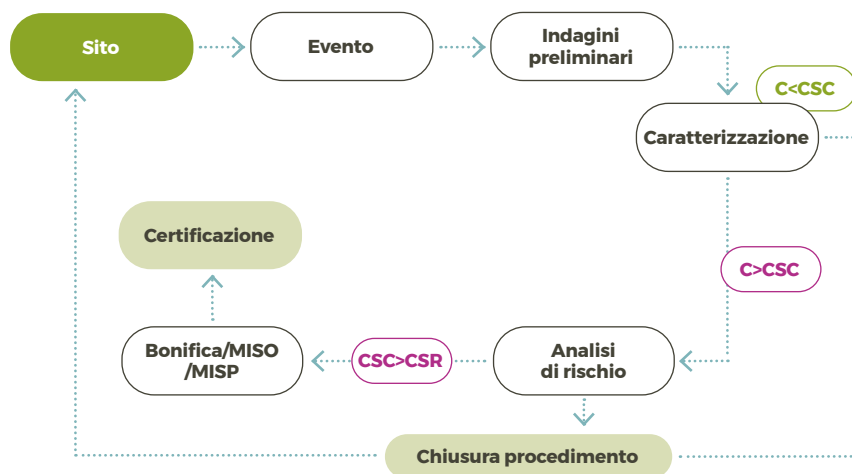 Sito
Evento
Indagini
preliminari
C<CSC
Caratterizzazione
Certificazione
C>CSC
Bonifica/MISO
/MISP
CSC>CSR
Analisi
di rischio
Chiusura procedimento